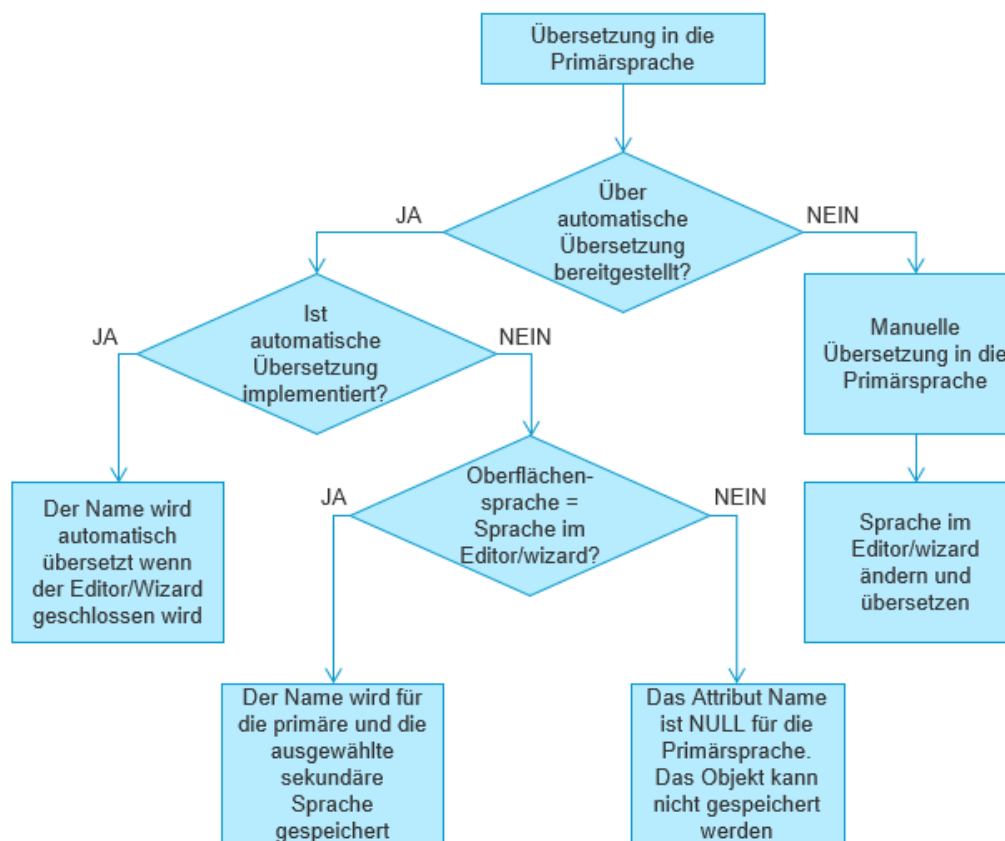 Übersetzung in die
Primärsprache
Über
automatische
Übersetzung
bereitgestellt?
JA
NEIN
Ist
automatische
Übersetzung
implementiert?
JA
NEIN
Manuelle
Übersetzung in die
Primärsprache
Oberflächen-
sprache =
Sprache im
Editor/wizard?
JA
NEIN
Der Name wird
automatisch
übersetzt wenn
der Editor/Wizard
geschlossen wird
Sprache im
Editor/wizard
ändern und
übersetzen
Der Name wird für
die primäre und die
ausgewählte
sekundäre
Sprache
gespeichert
Das Attribut Name
ist NULL für die
Primärsprache.
Das Objekt kann
nicht gespeichert
werden